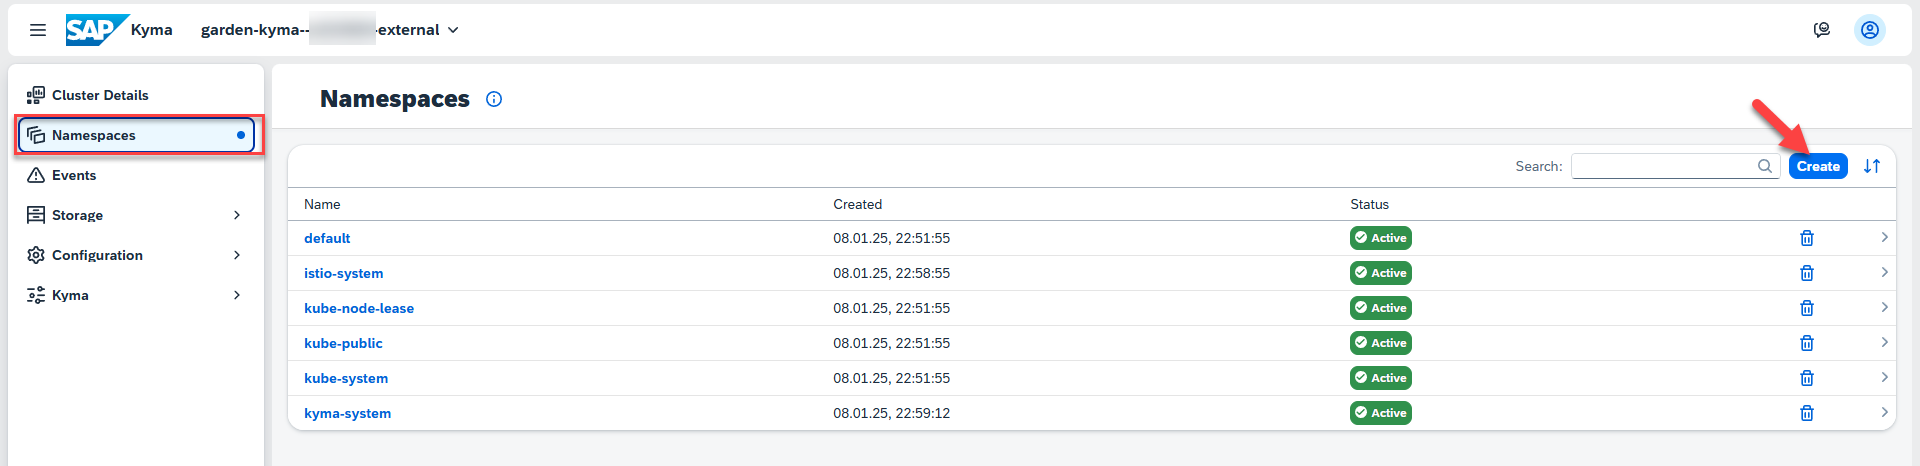 SAP Kyma garden-kyma-- -external
Cluster Details
Namespaces
Events
Storage
Configuration
Kyma
Namespaces
Search: Create
Name Created Status
default 08.01.25, 22:51:55 Active
istio-system 08.01.25, 22:58:55 Active
kube-node-lease 08.01.25, 22:51:55 Active
kube-public 08.01.25, 22:51:55 Active
kube-system 08.01.25, 22:51:55 Active
kyma-system 08.01.25, 22:59:12 Active